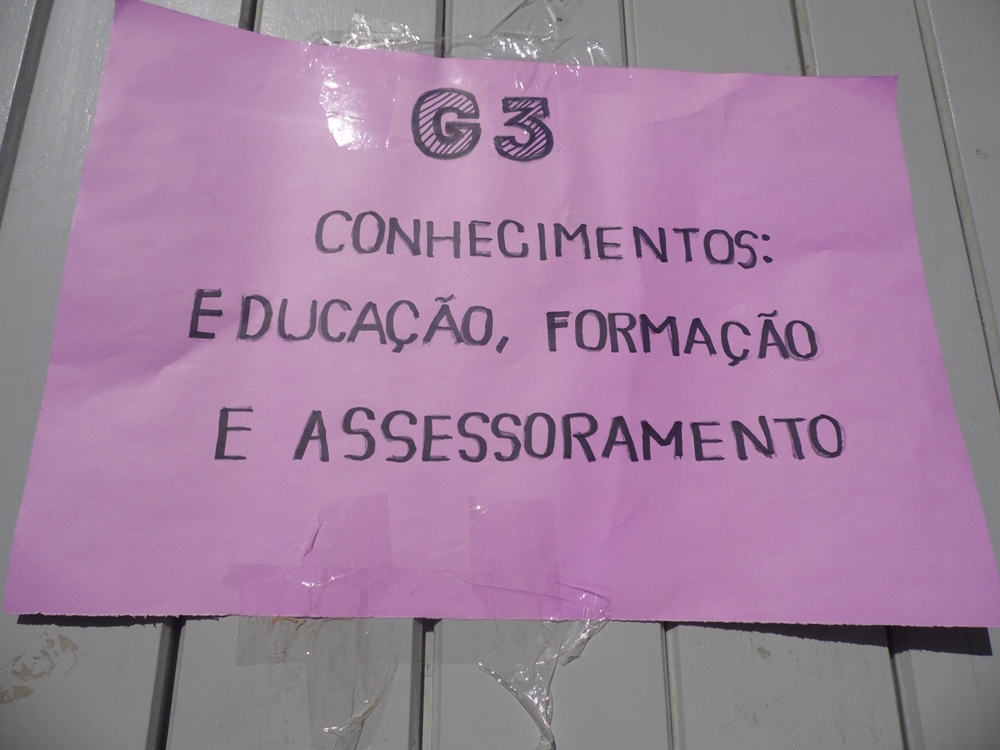 G3
CONHECIMENTOS:
EDUCAÇÃO, FORMAÇÃO
E ASSESSORAMENTO